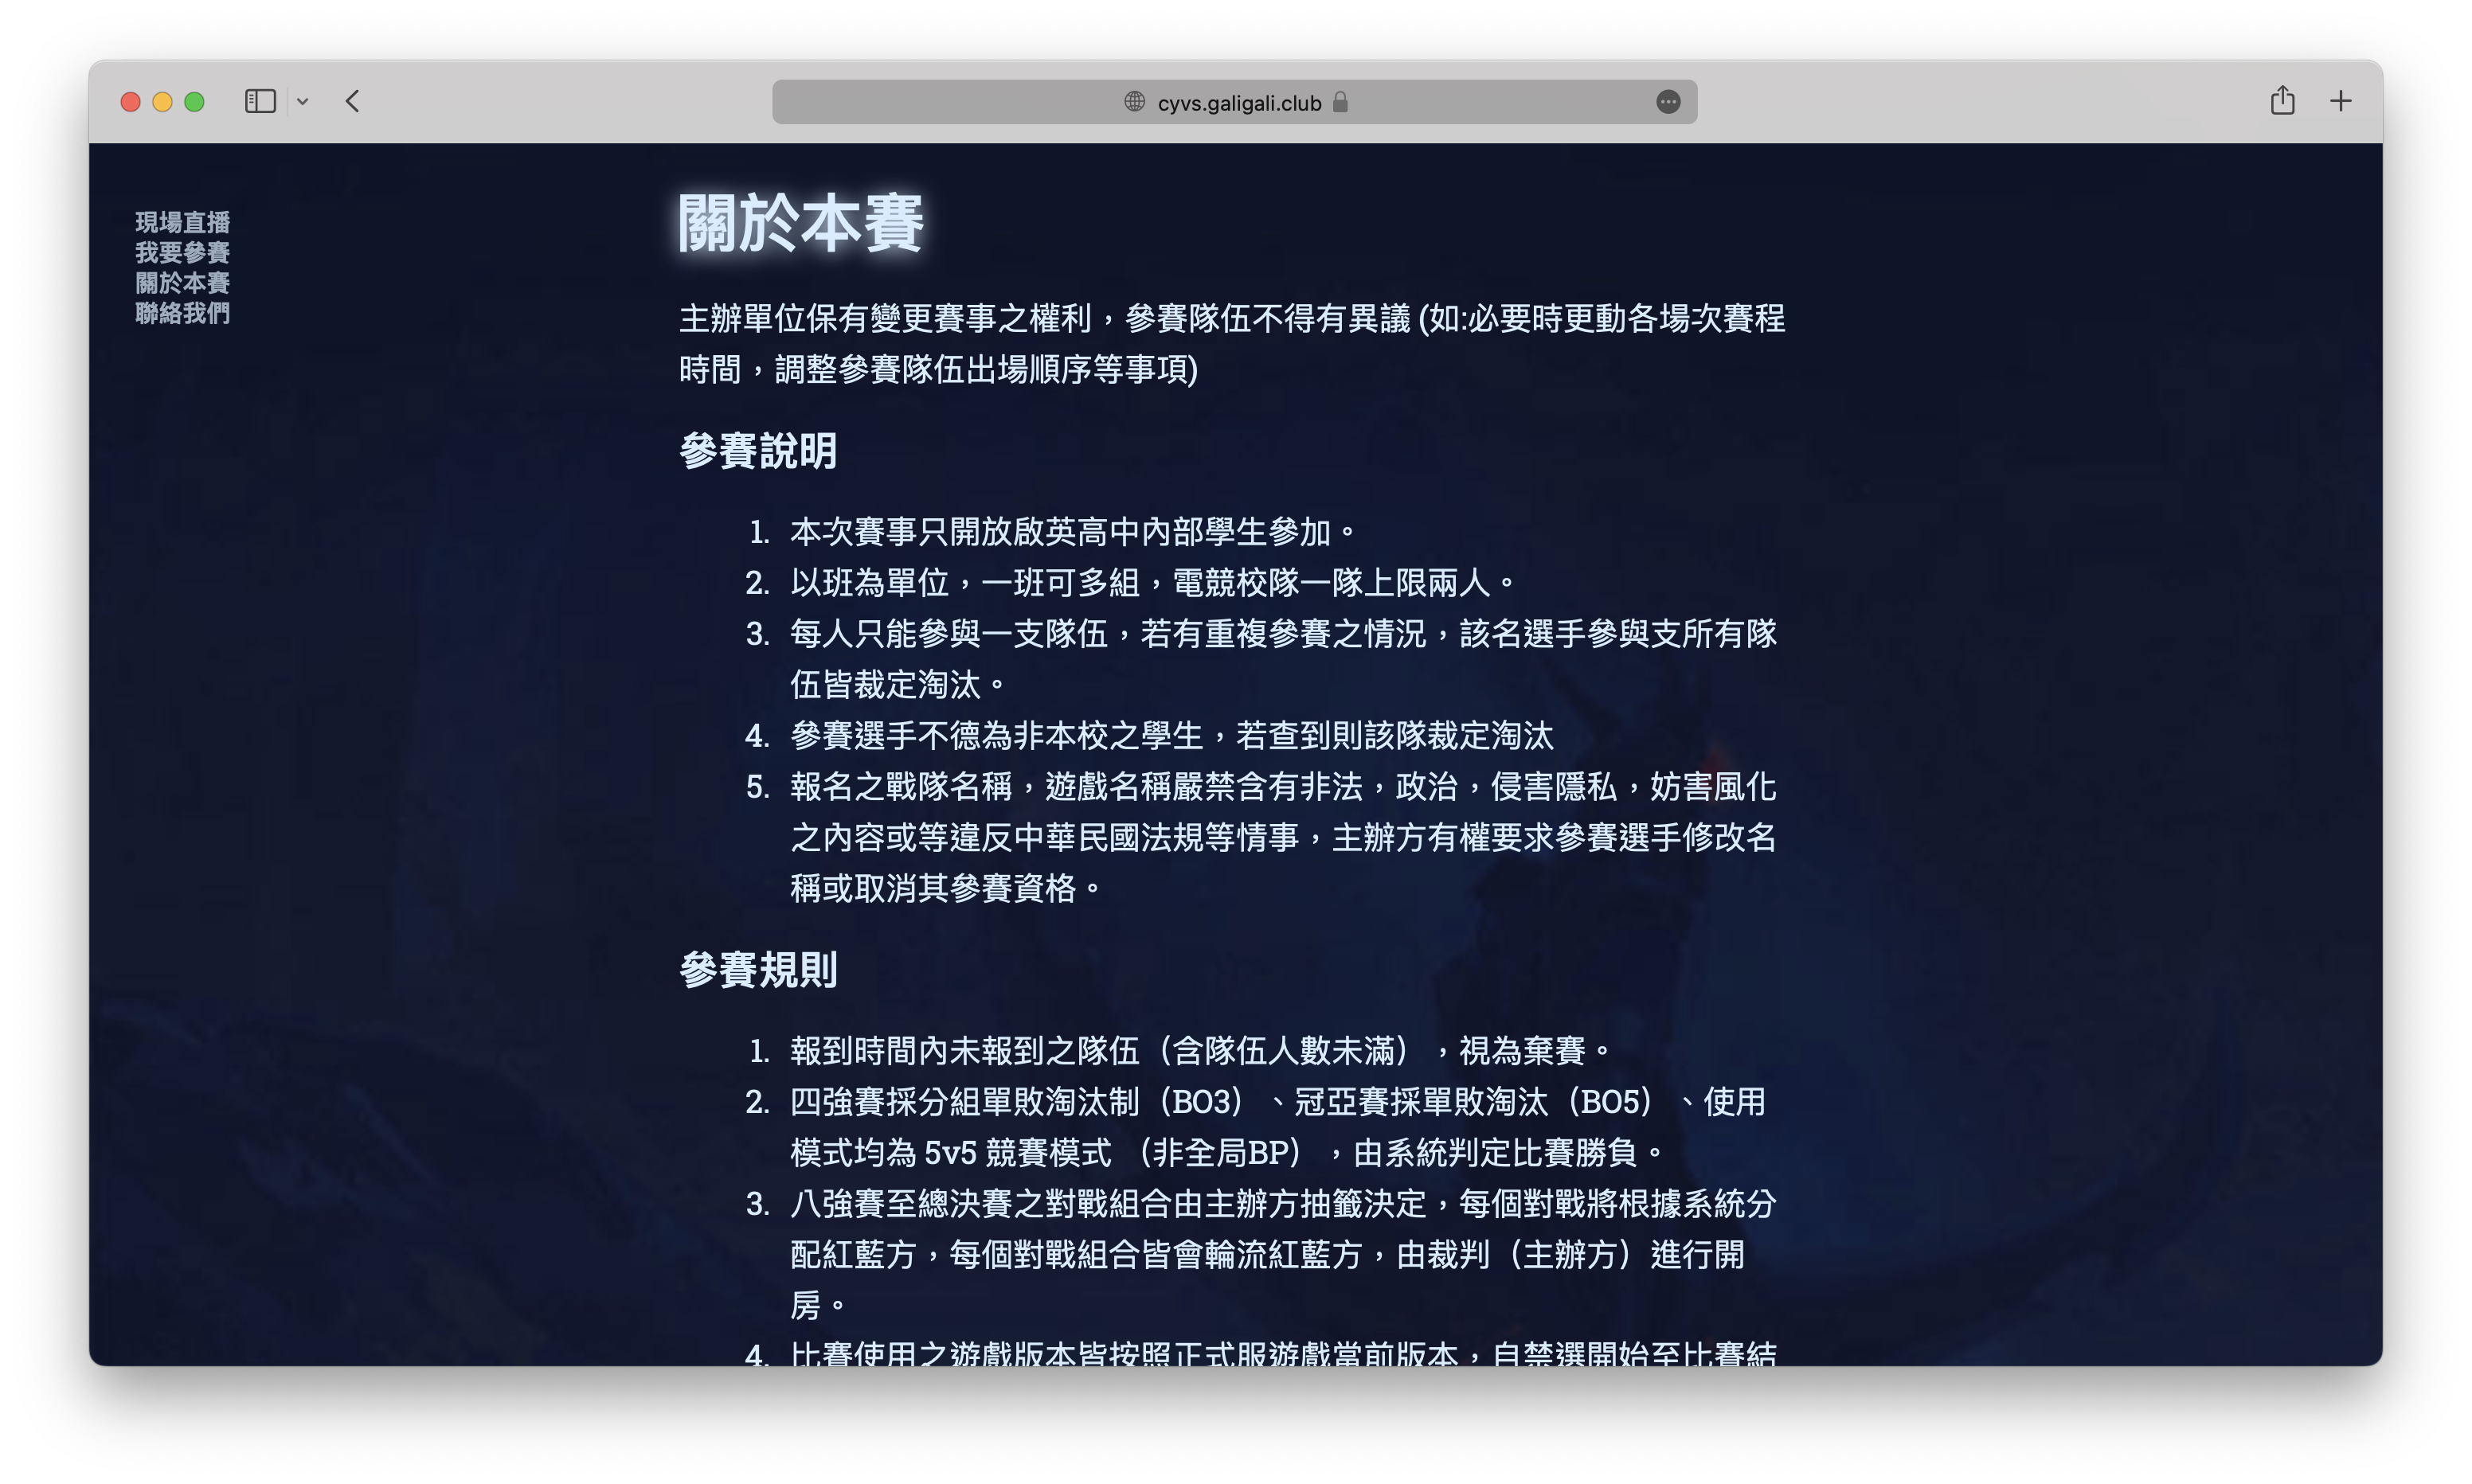 cyvs.galigali.club
現場直播
我要參賽
關於本賽
聯絡我們
關於本賽
主辦單位保有變更賽事之權利，參賽隊伍不得有異議 (如:必要時更動各場次賽程
時間，調整參賽隊伍出場順序等事項)
參賽說明
1. 本次賽事只開放啟英高中內部學生參加。
2. 以班為單位，一班可多組，電競校隊一隊上限兩人。
3. 每人只能參與一支隊伍，若有重複參賽之情況，該名選手參與支所有隊
伍皆裁定淘汰。
4. 參賽選手不德為非本校之學生，若查到則該隊裁定淘汰
5. 報名之戰隊名稱，遊戲名稱嚴禁含有非法，政治，侵害隱私，妨害風化
之內容或等違反中華民國法規等情事，主辦方有權要求參賽選手修改名
稱或取消其參賽資格。
參賽規則
1. 報到時間內未報到之隊伍（含隊伍人數未滿），視為棄賽。
2. 四強賽採分組單敗淘汰制（BO3）、冠亞賽採單敗淘汰（BO5）、使用
模式均為 5v5 競賽模式 （非全局BP），由系統判定比賽勝負。
3. 八強賽至總決賽之對戰組合由主辦方抽籤決定，每個對戰將根據系統分
配紅藍方，每個對戰組合皆會輪流紅藍方，由裁判（主辦方）進行開
房。
4. 比賽使用之遊戲版本皆按照正式服遊戲當前版本，自禁選開始至比賽結